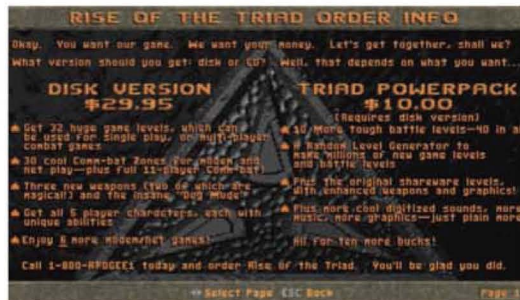 RISE OF THE TRIAD ORDER INFO
Okay. You want our game. We want your money. Let's get together, shall we?
What version should you get: disk or CD? Well, that depends on what you want...
DISK VERSION
$29.95
Get 32 huge game levels, which can
be used for single play, or multi-player
combat games
30 cool Comm-bat Zones for modem and
net play—plus full 11-player Comm-bat!
Three new weapons (two of which are
magical!) and the insane "Dog Mode"
Get all 5 player characters, each with
unique abilities
Enjoy 6 more modem/net games!
TRIAD POWERPACK
$10.00
(Requires disk version)
10 More tough battle levels—40 in a
Random Level Generator to
make millions of new game levels
battle levels
Plus the original shareware levels,
with enhanced weapons and graphics!
Plus more cool digitized sounds, more
music, more graphics—just plain more
All for ten more bucks!
Call 1-800-APOGEE1 today and order Rise of the Triad. You'll be glad you did.
Select Page ESC Back
Page 1